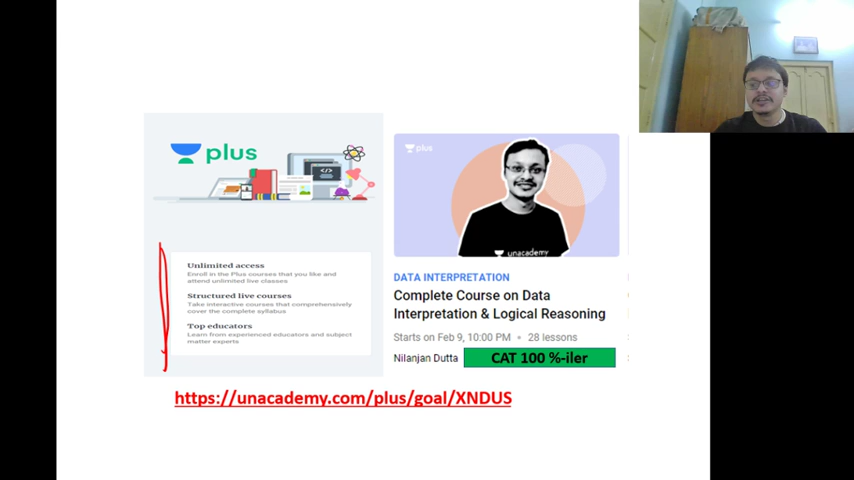 plus
Unlimited access
Enroll in the Plus courses that you like and
attend unlimited live classes
Structured live courses
Take interactive courses that comprehensively
cover the complete syllabus
Top educators
Learn from experienced educators and subject
matter experts
plus
unacademy
DATA INTERPRETATION
Complete Course on Data
Interpretation & Logical Reasoning
Starts on Feb 9, 10:00 PM • 28 lessons
Nilanjan Dutta
CAT 100 %-iler
https://unacademy.com/plus/goal/XNDUS